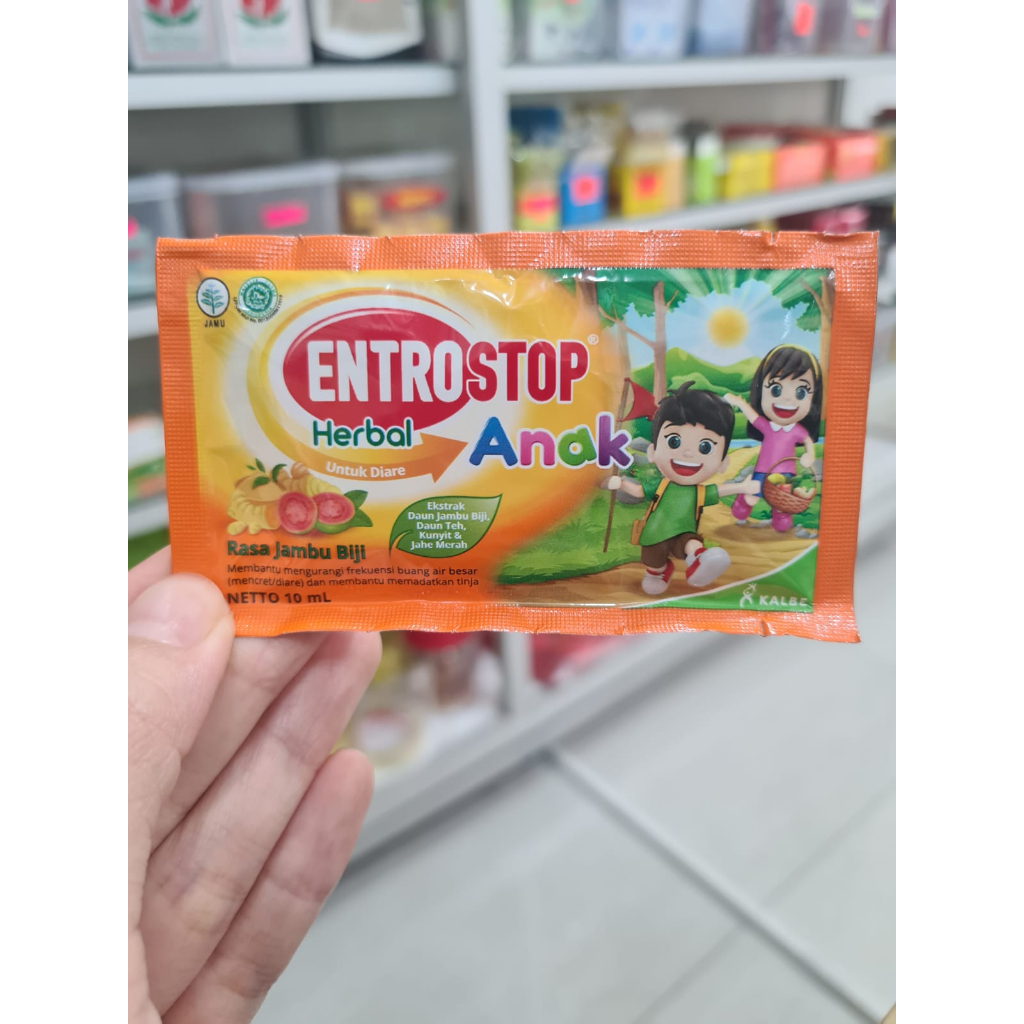 JAMU
ENTROSTOP®
Herbal
Anak
Untuk Diare
Ekstrak
Daun Jambu Biji,
Daun Teh,
Kunyit &
Jahe Merah
Rasa Jambu Biji
Membantu mengurangi frekuensi buang air besar
(mencret/diare) dan membantu memadatkan tinja
NETTO 10 mL
KALBE